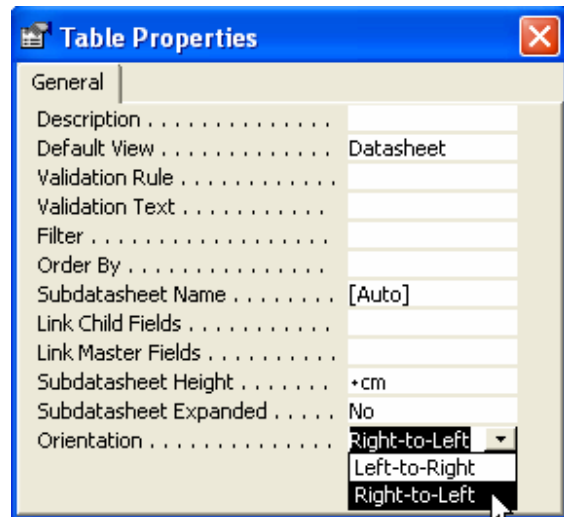 Table Properties
General
Description . . . . . . . . . . . . . .
Default View . . . . . . . . . . . . . Datasheet
Validation Rule . . . . . . . . . . . .
Validation Text . . . . . . . . . . .
Filter . . . . . . . . . . . . . . . . . .
Order By . . . . . . . . . . . . . . .
Subdatasheet Name . . . . . . . . [Auto]
Link Child Fields . . . . . . . . . . .
Link Master Fields . . . . . . . . . .
Subdatasheet Height . . . . . . . ٠cm
Subdatasheet Expanded . . . . . No
Orientation . . . . . . . . . . . . . . Right-to-Left
Left-to-Right
Right-to-Left